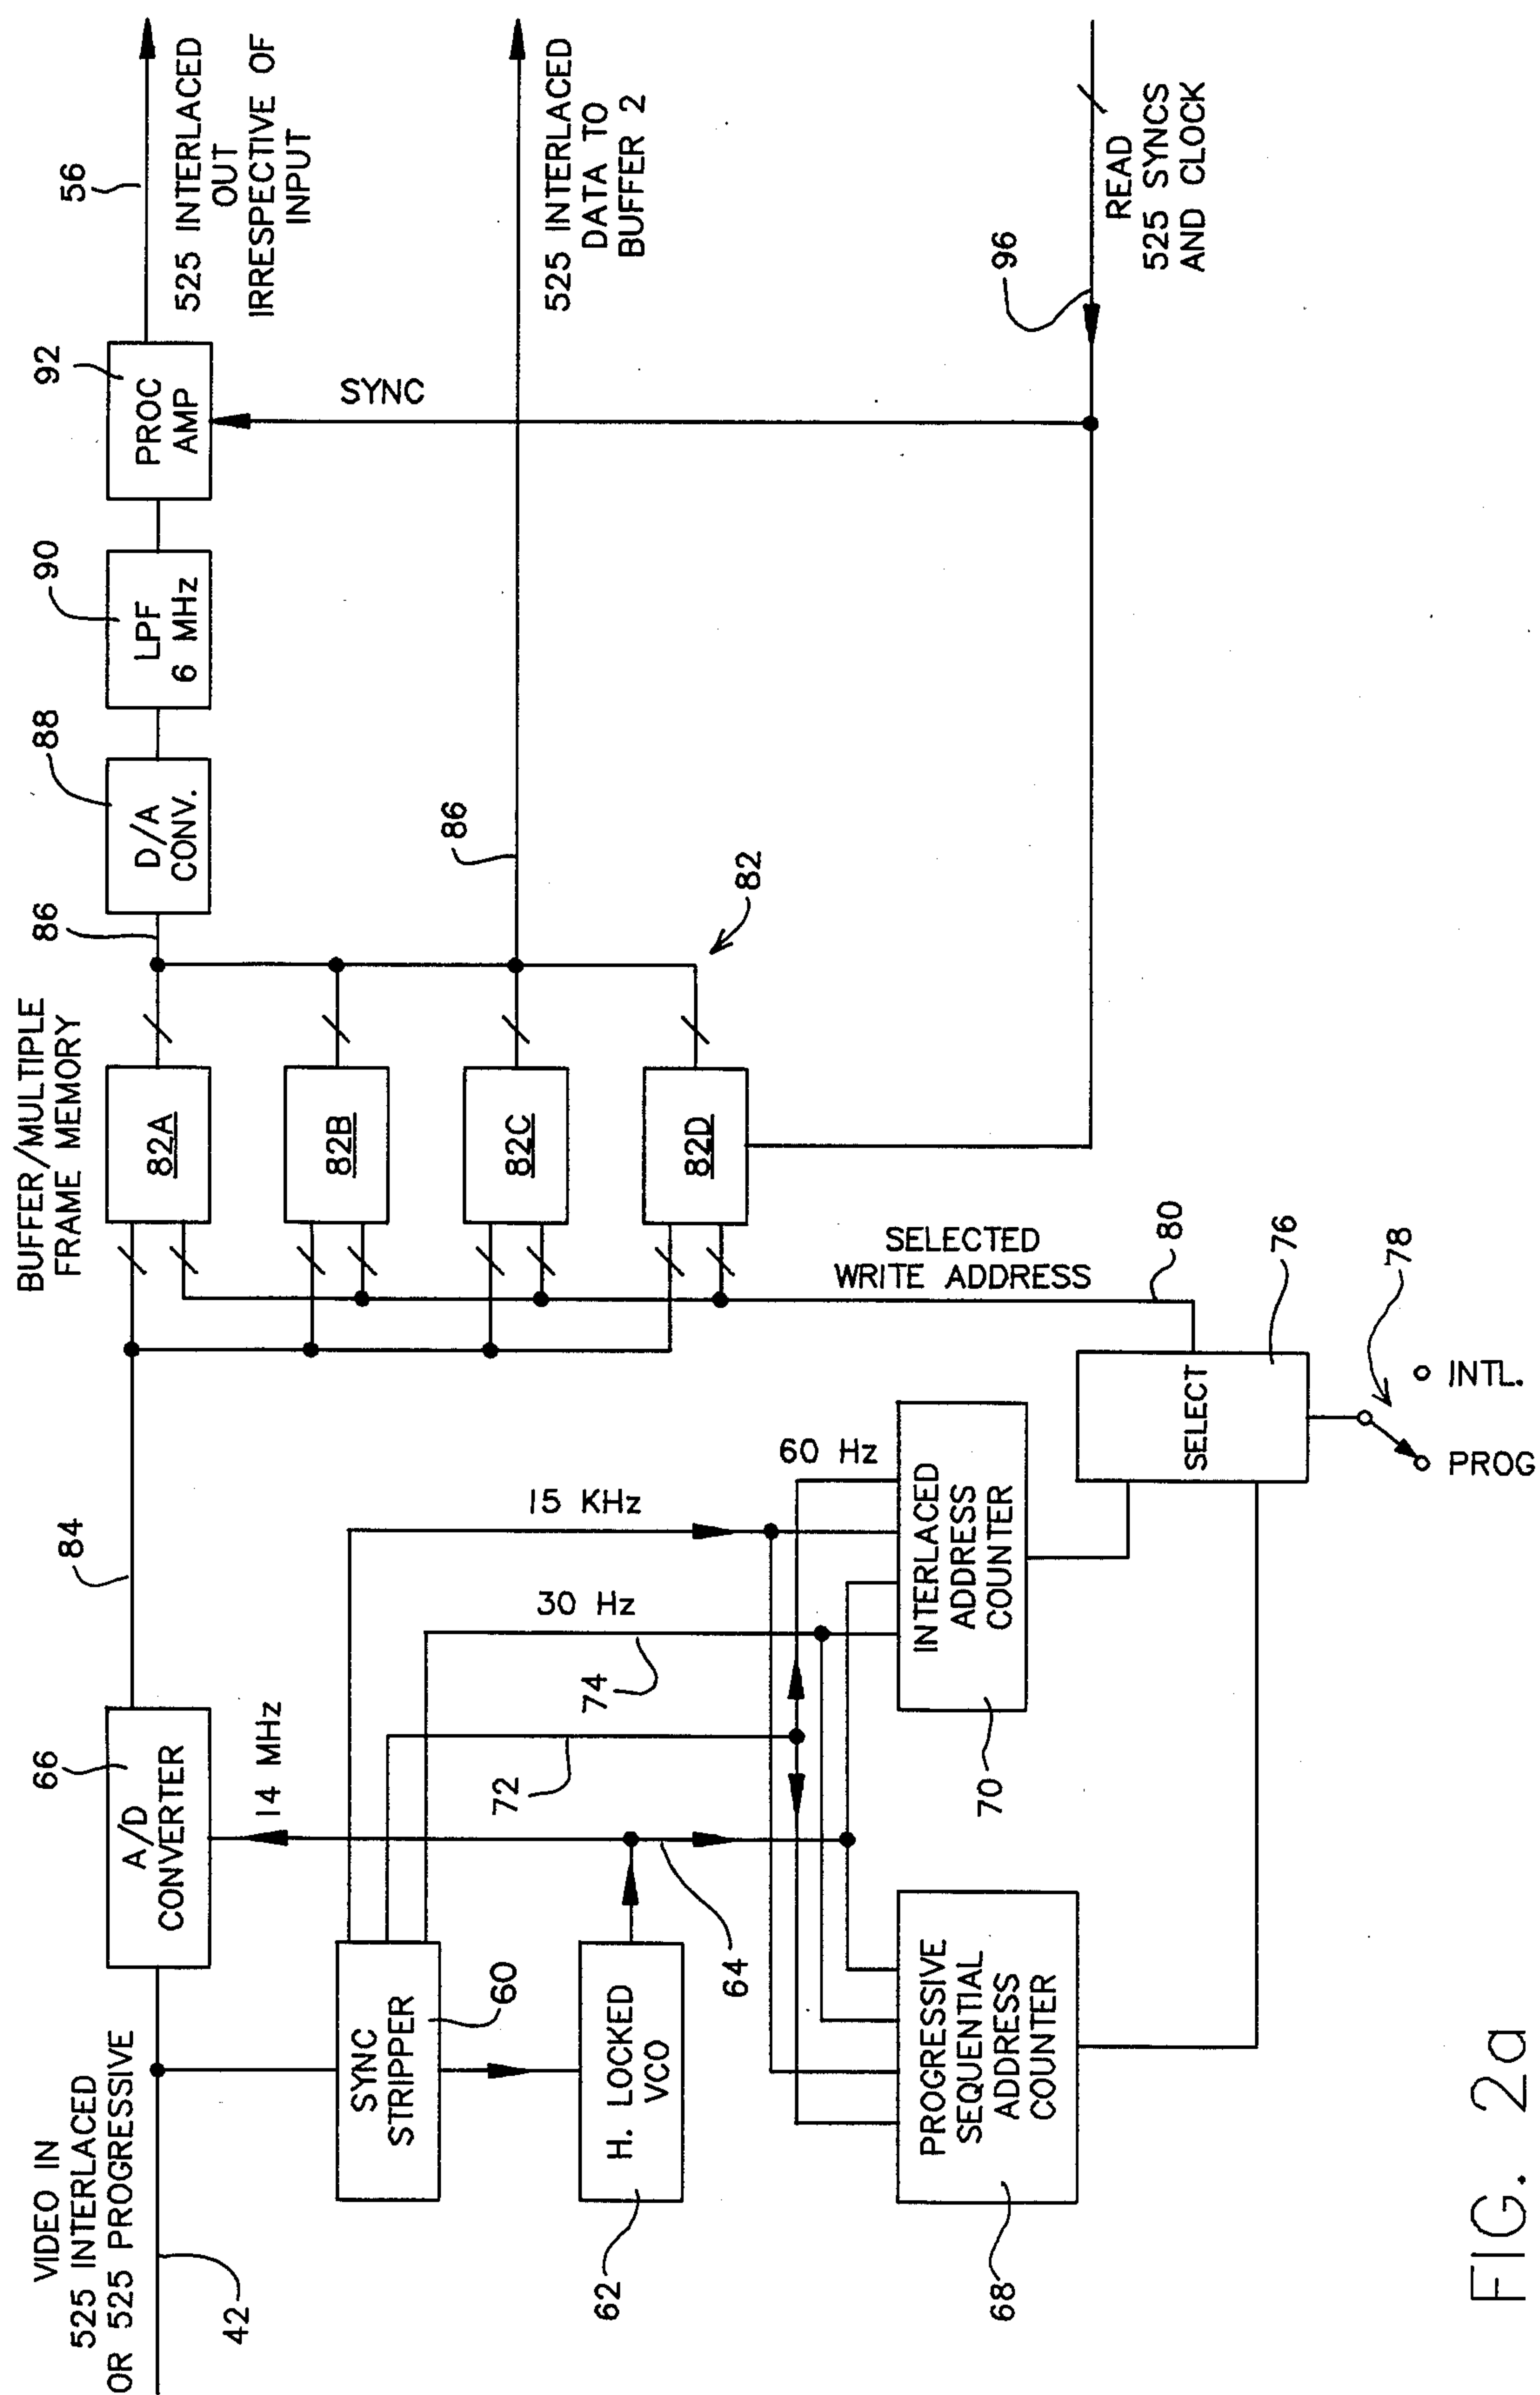 VIDEO IN
525 INTERLACED
OR 525 PROGRESSIVE
42
66
A/D
CONVERTER
84
BUFFER/MULTIPLE
FRAME MEMORY
82A
82B
82C
82D
82
86
88
D/A
CONV.
90
LPF
6 MHz
92
PROC
AMP
56
525 INTERLACED
OUT
IRRESPECTIVE OF
INPUT
86
525 INTERLACED
DATA TO
BUFFER 2
SYNC
96
READ
525 SYNCS
AND CLOCK
SYNC
STRIPPER
60
14 MHz
15 KHz
30 Hz
74
72
60 Hz
H. LOCKED
VCO
62
64
PROGRESSIVE
SEQUENTIAL
ADDRESS
COUNTER
68
INTERLACED
ADDRESS
COUNTER
70
SELECTED
WRITE ADDRESS
80
SELECT
76
78
INTL.
PROG
FIG. 2a